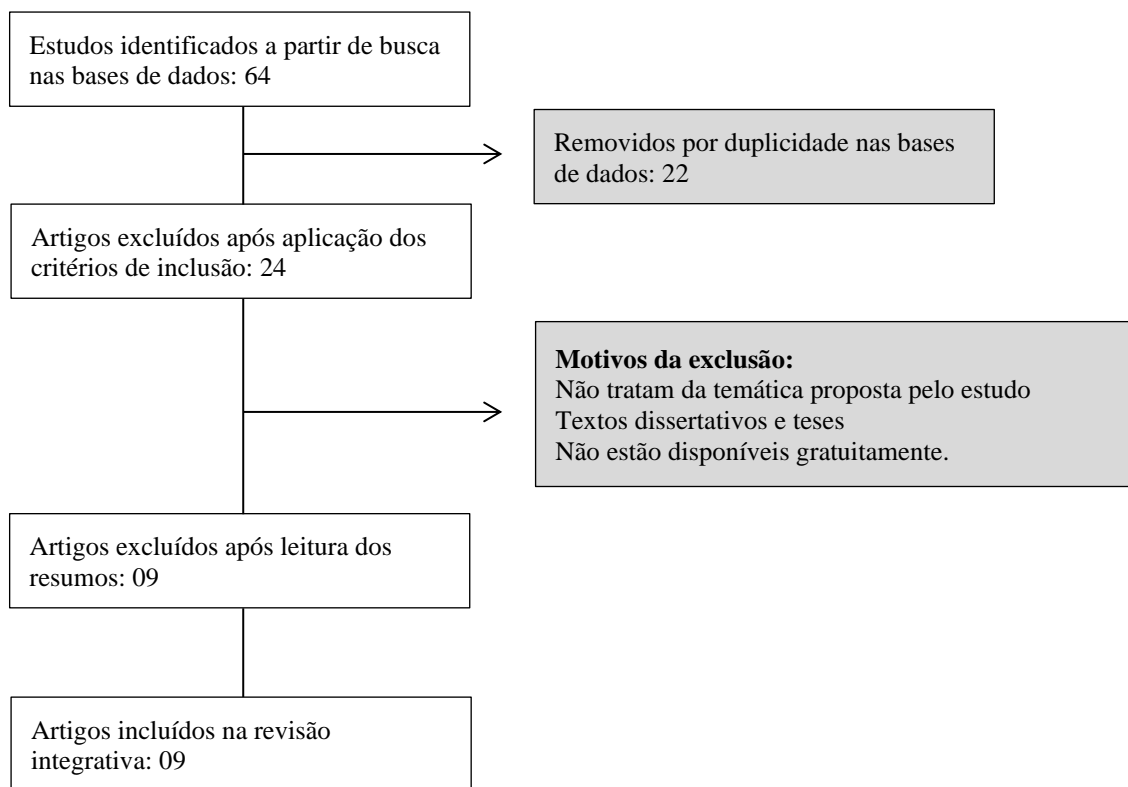 Estudos identificados a partir de busca
nas bases de dados: 64
Removidos por duplicidade nas bases
de dados: 22
Artigos excluídos após aplicação dos
critérios de inclusão: 24
Motivos da exclusão:
Não tratam da temática proposta pelo estudo
Textos dissertativos e teses
Não estão disponíveis gratuitamente.
Artigos excluídos após leitura dos
resumos: 09
Artigos incluídos na revisão
integrativa: 09